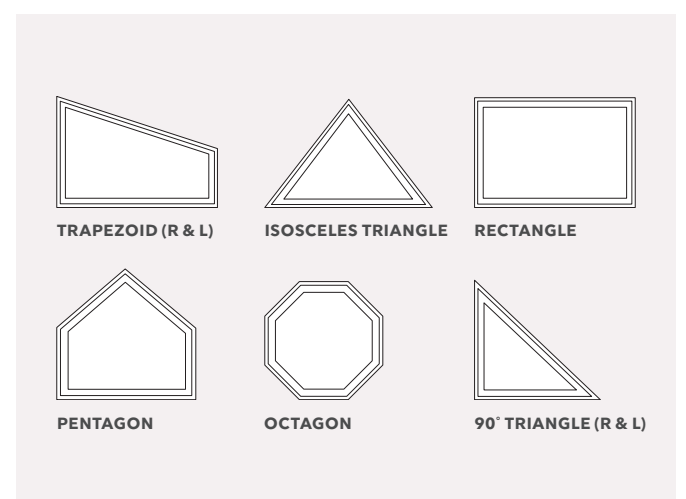 TRAPEZOID (R & L)
ISOSCELES TRIANGLE
RECTANGLE
PENTAGON
OCTAGON
90° TRIANGLE (R & L)